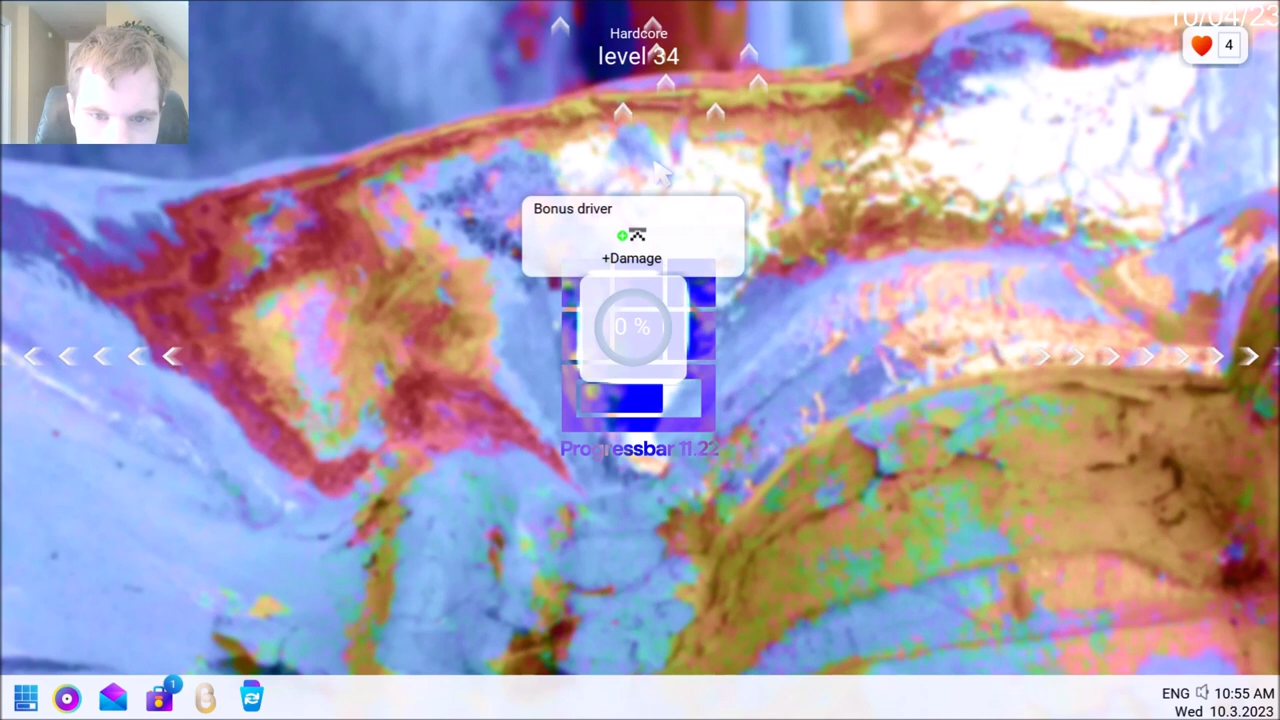 10/04/23
Hardcore
level 34
4
Bonus driver
+Damage
0 %
Progressbar 11.22
1
ENG 10:55 AM
Wed 10.3.2023